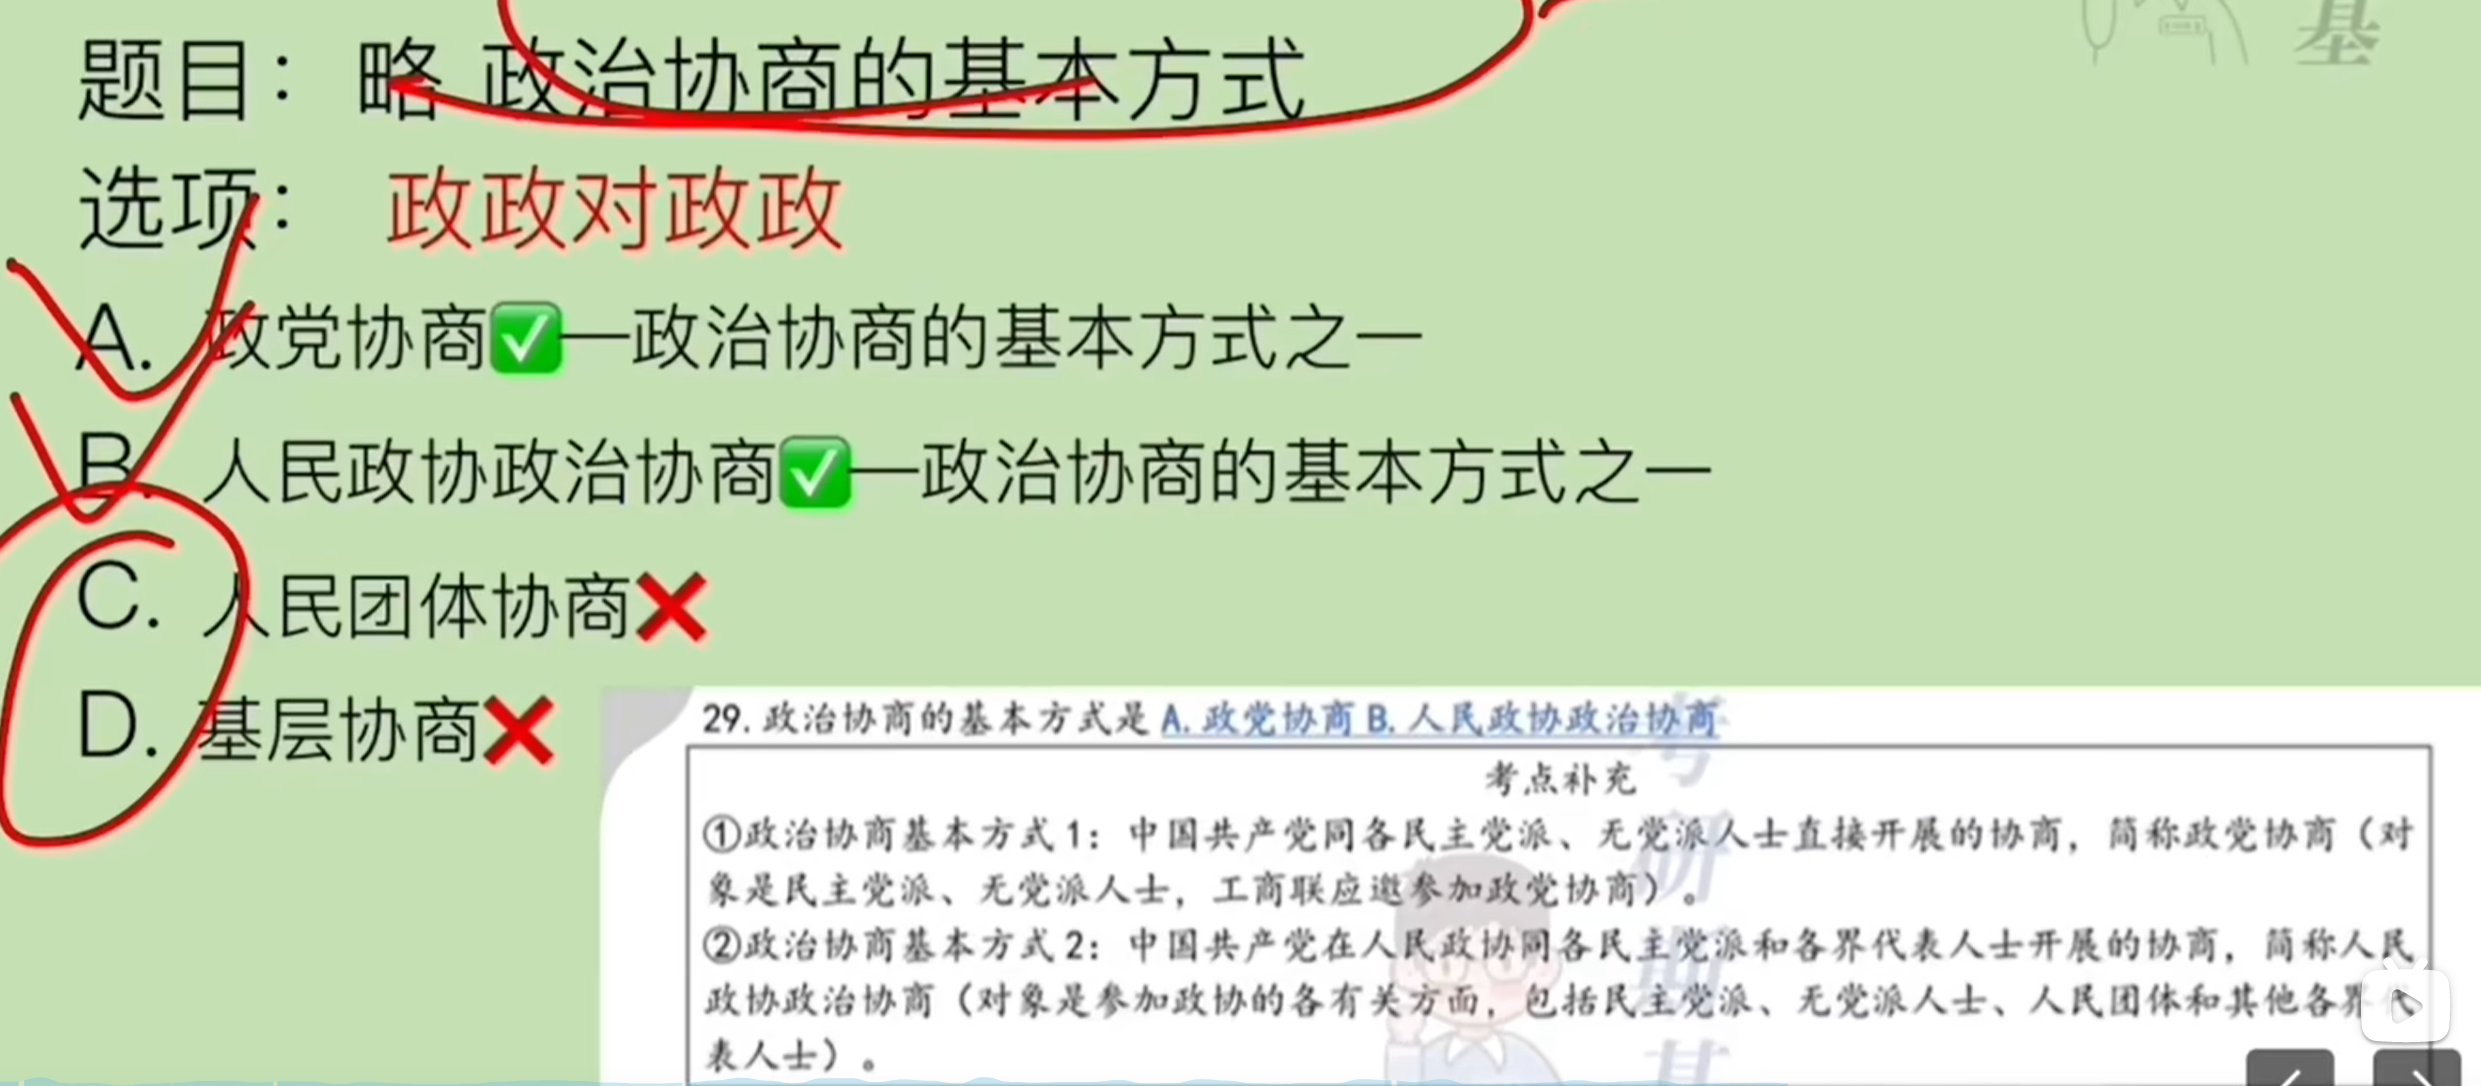 基
题目：略 政治协商的基本方式
选项： 政政对政政
A. 政党协商✅—政治协商的基本方式之一
B. 人民政协政治协商✅—政治协商的基本方式之一
C. 人民团体协商❌
D. 基层协商❌
29. 政治协商的基本方式是 A. 政党协商 B. 人民政协政治协商
考点补充
①政治协商基本方式 1：中国共产党同各民主党派、无党派人士直接开展的协商，简称政党协商（对
象是民主党派、无党派人士，工商联应邀参加政党协商）。
②政治协商基本方式 2：中国共产党在人民政协同各民主党派和各界代表人士开展的协商，简称人民
政协政治协商（对象是参加政协的各有关方面，包括民主党派、无党派人士、人民团体和其他各界代
表人士）。